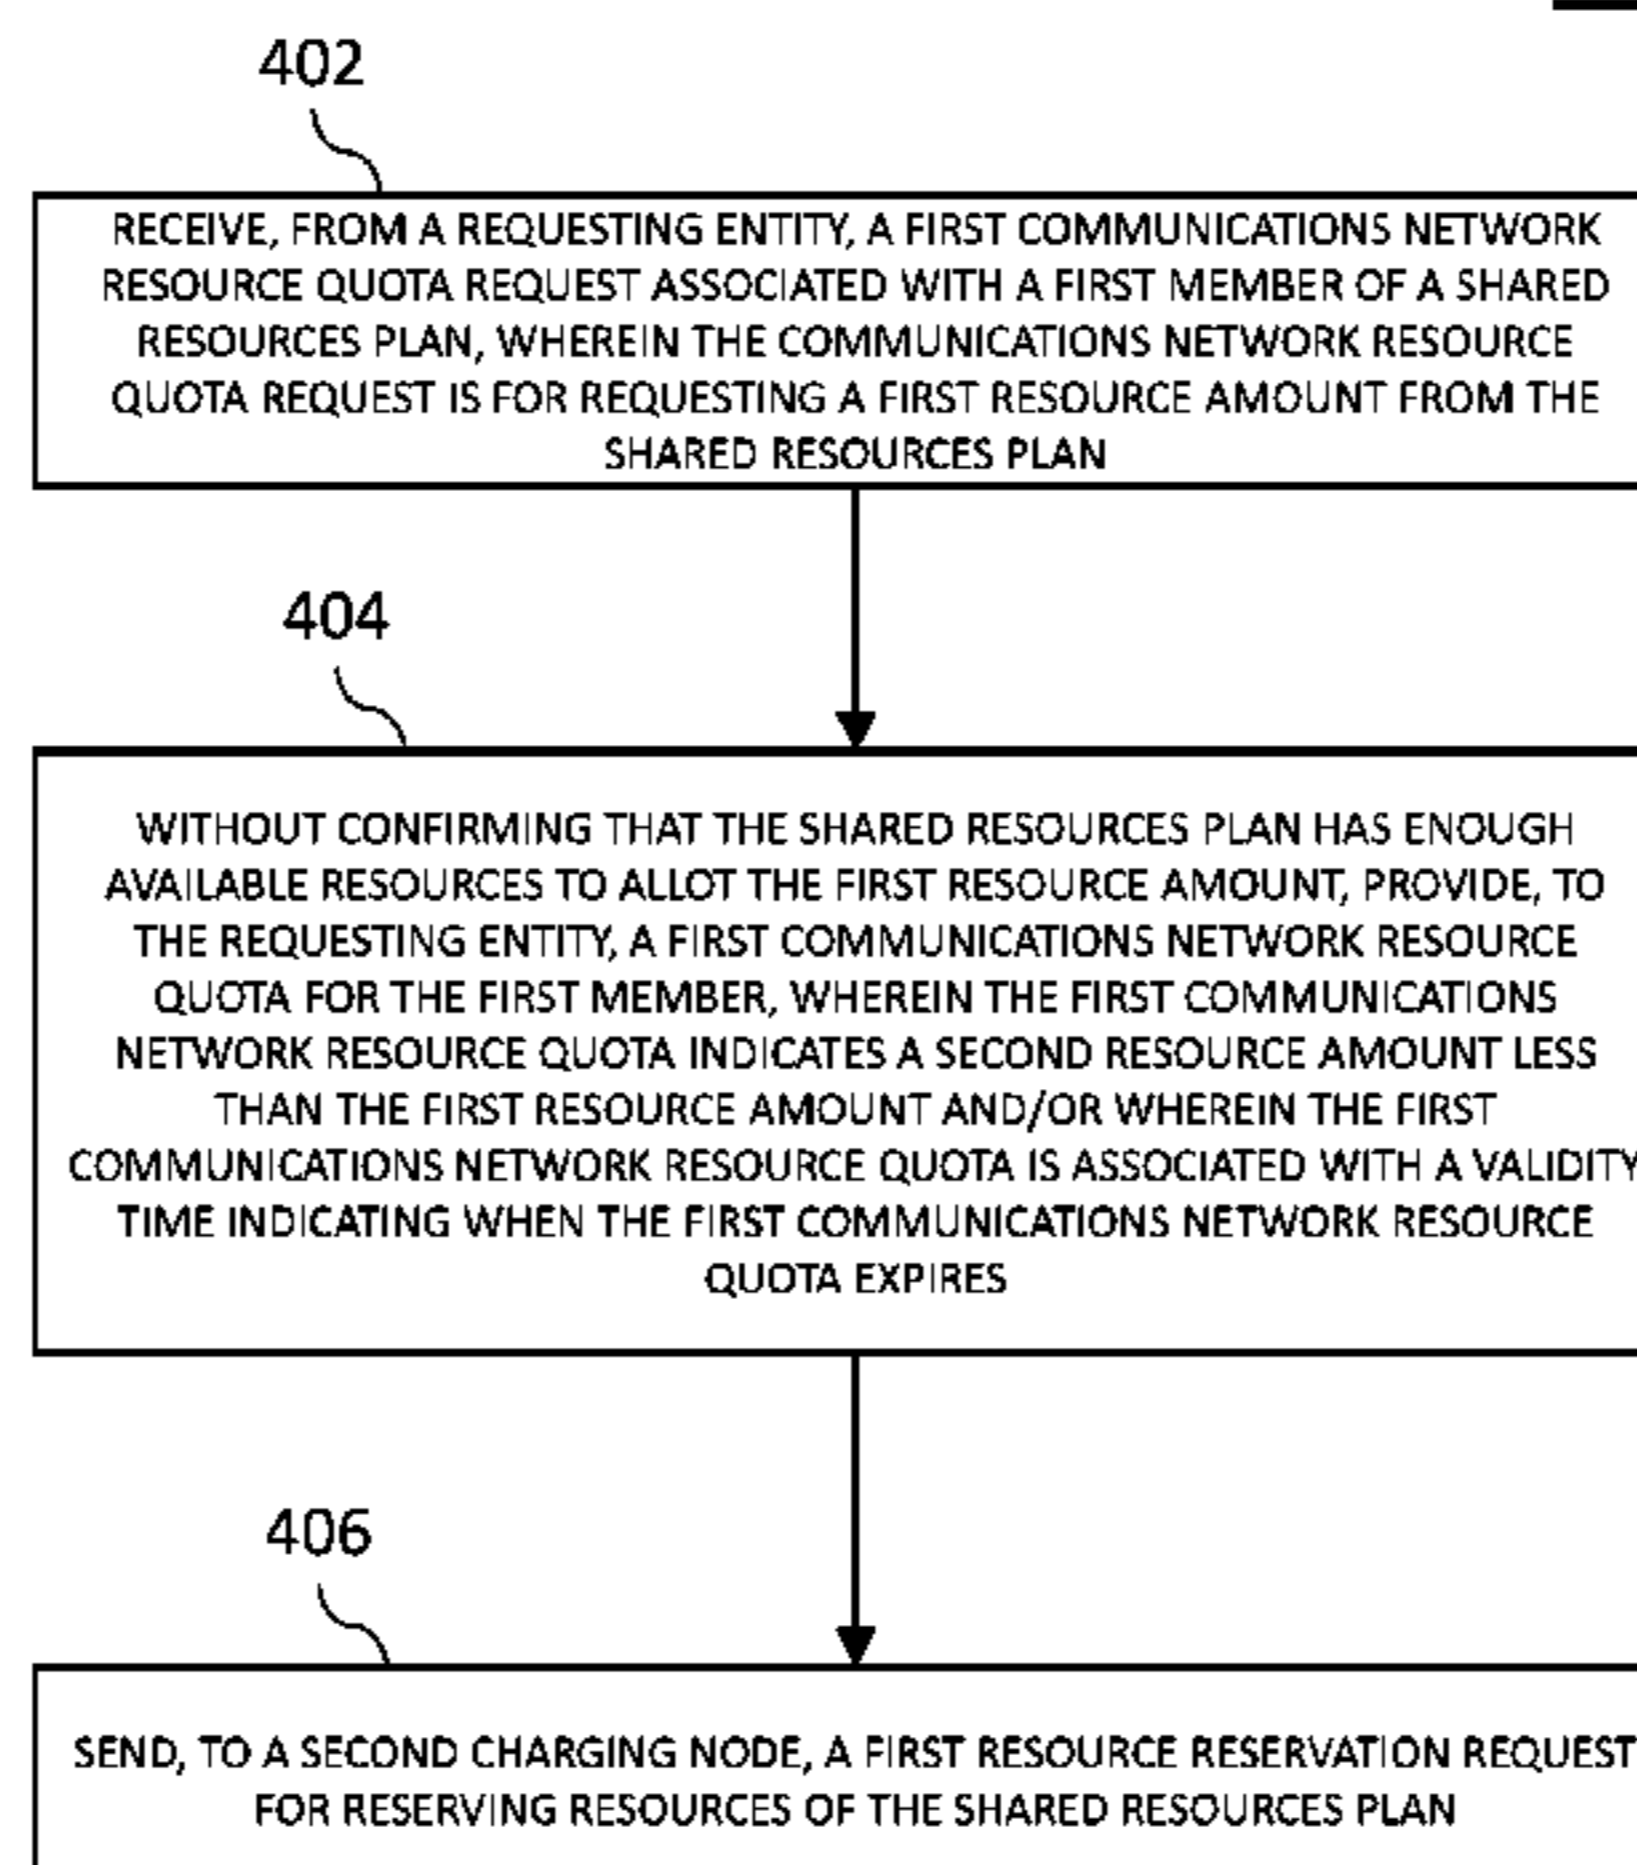 402
RECEIVE, FROM A REQUESTING ENTITY, A FIRST COMMUNICATIONS NETWORK
RESOURCE QUOTA REQUEST ASSOCIATED WITH A FIRST MEMBER OF A SHARED
RESOURCES PLAN, WHEREIN THE COMMUNICATIONS NETWORK RESOURCE
QUOTA REQUEST IS FOR REQUESTING A FIRST RESOURCE AMOUNT FROM THE
SHARED RESOURCES PLAN
404
WITHOUT CONFIRMING THAT THE SHARED RESOURCES PLAN HAS ENOUGH
AVAILABLE RESOURCES TO ALLOT THE FIRST RESOURCE AMOUNT, PROVIDE, TO
THE REQUESTING ENTITY, A FIRST COMMUNICATIONS NETWORK RESOURCE
QUOTA FOR THE FIRST MEMBER, WHEREIN THE FIRST COMMUNICATIONS
NETWORK RESOURCE QUOTA INDICATES A SECOND RESOURCE AMOUNT LESS
THAN THE FIRST RESOURCE AMOUNT AND/OR WHEREIN THE FIRST
COMMUNICATIONS NETWORK RESOURCE QUOTA IS ASSOCIATED WITH A VALIDITY
TIME INDICATING WHEN THE FIRST COMMUNICATIONS NETWORK RESOURCE
QUOTA EXPIRES
406
SEND, TO A SECOND CHARGING NODE, A FIRST RESOURCE RESERVATION REQUEST
FOR RESERVING RESOURCES OF THE SHARED RESOURCES PLAN